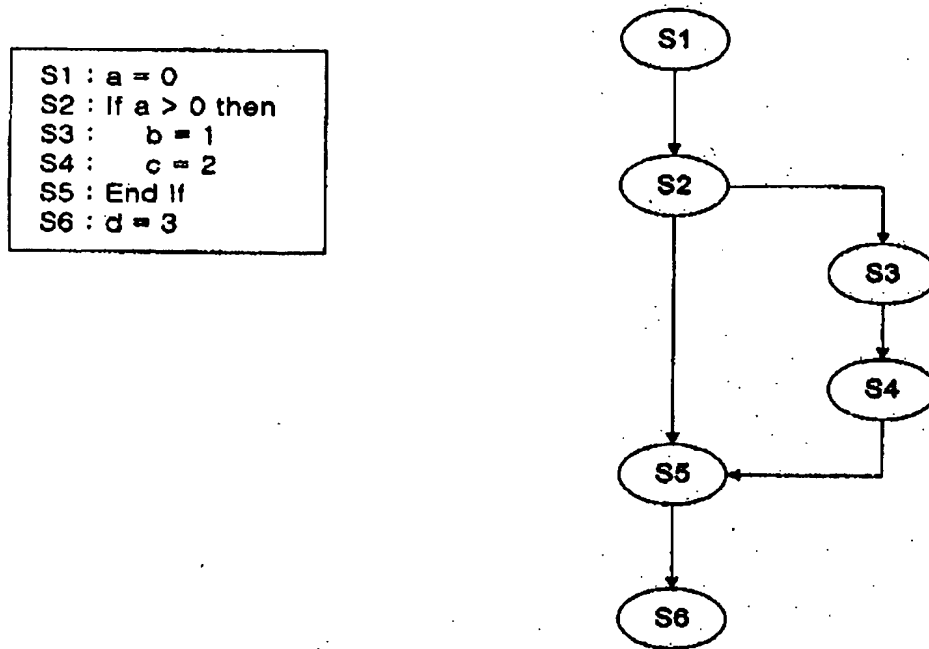 S1 : a = 0
S2 : If a > 0 then
S3 : b = 1
S4 : c = 2
S5 : End If
S6 : d = 3
S1
S2
S3
S4
S5
S6